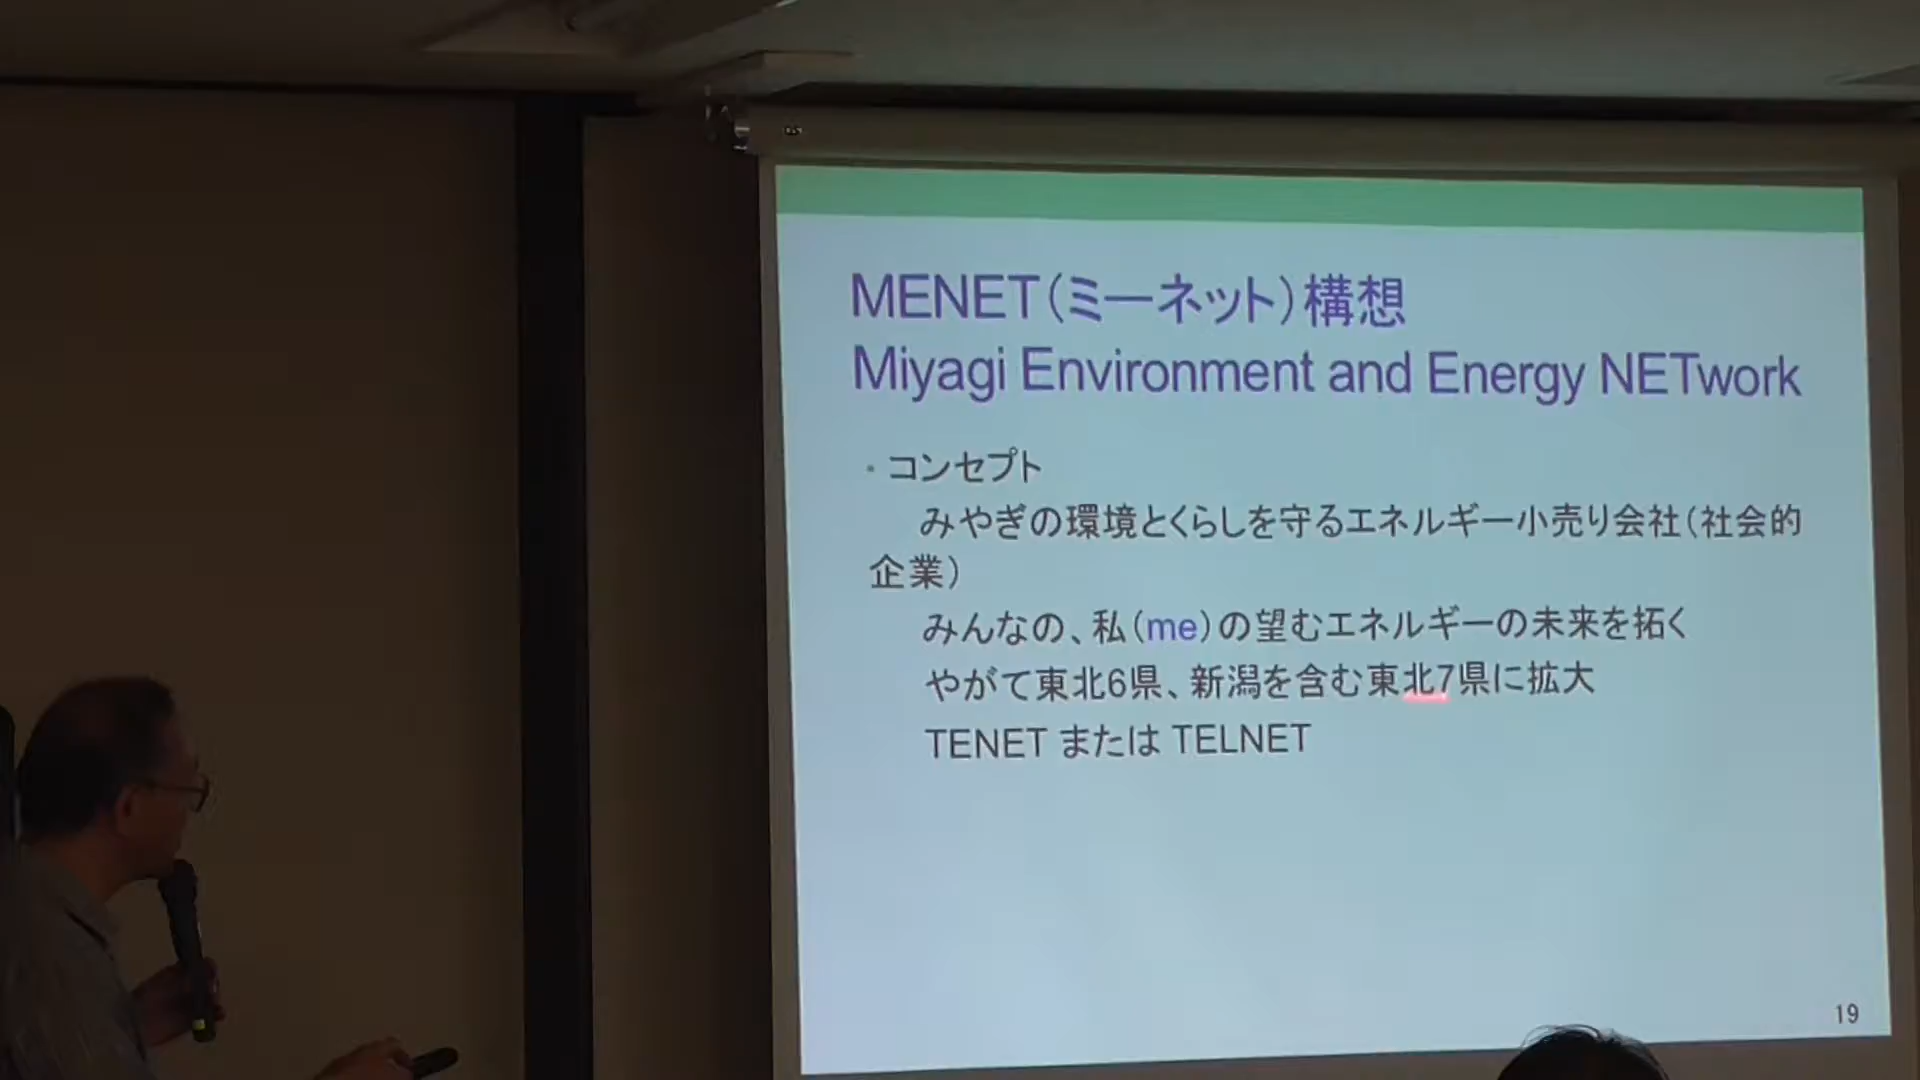 MENET（ミーネット）構想
Miyagi Environment and Energy NETwork
・コンセプト
みやぎの環境とくらしを守るエネルギー小売り会社（社会的
企業）
みんなの、私（me）の望むエネルギーの未来を拓く
やがて東北6県、新潟を含む東北7県に拡大
TENET または TELNET
19